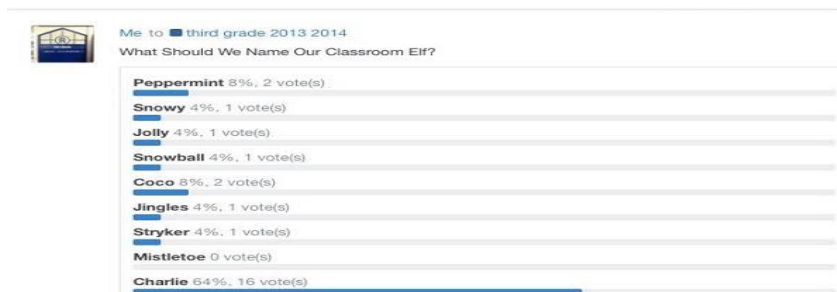 Me to third grade 2013 2014
What Should We Name Our Classroom Elf?
Peppermint 8%, 2 vote(s)
Snowy 4%, 1 vote(s)
Jolly 4%, 1 vote(s)
Snowball 4%, 1 vote(s)
Coco 8%, 2 vote(s)
Jingles 4%, 1 vote(s)
Stryker 4%, 1 vote(s)
Mistletoe 0 vote(s)
Charlie 64%, 16 vote(s)